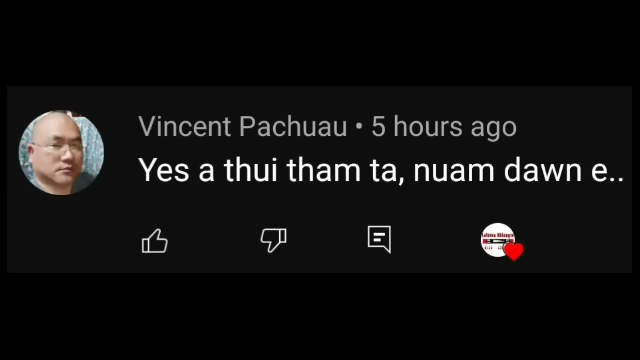 Vincent Pachuau • 5 hours ago
Yes a thui tham ta, nuam dawn e..